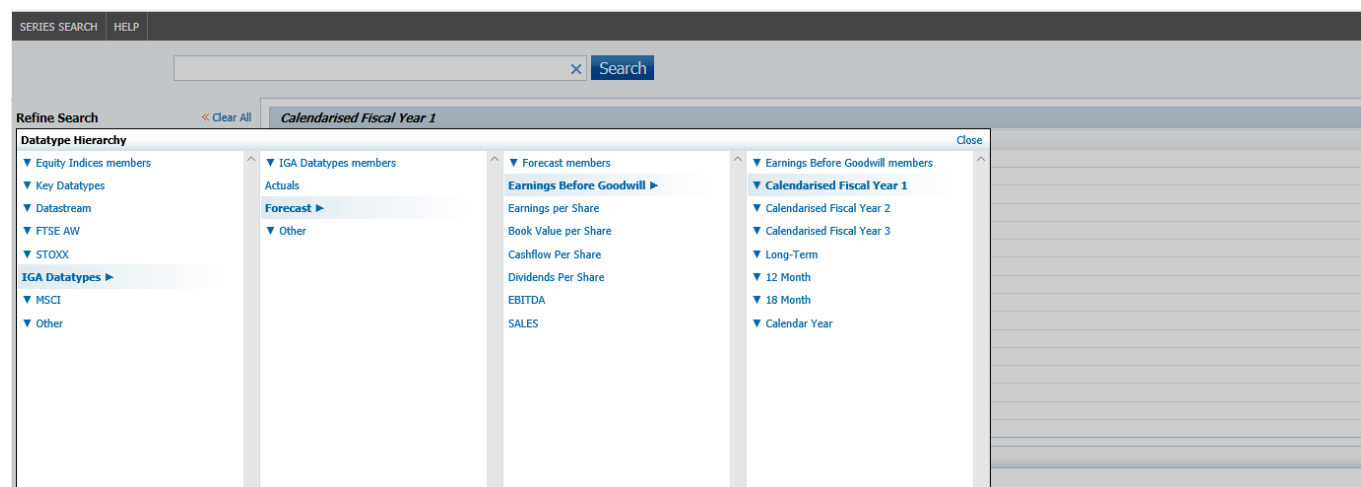 SERIES SEARCH HELP
Search
Refine Search « Clear All Calendarised Fiscal Year 1
Datatype Hierarchy Close
▼ Equity Indices members
▼ Key Datatypes
▼ Datastream
▼ FTSE AW
▼ STOXX
IGA Datatypes ►
▼ MSCI
▼ Other
▼ IGA Datatypes members
Actuals
Forecast ►
▼ Other
▼ Forecast members
Earnings Before Goodwill ►
Earnings per Share
Book Value per Share
Cashflow Per Share
Dividends Per Share
EBITDA
SALES
▼ Earnings Before Goodwill members
▼ Calendarised Fiscal Year 1
▼ Calendarised Fiscal Year 2
▼ Calendarised Fiscal Year 3
▼ Long-Term
▼ 12 Month
▼ 18 Month
▼ Calendar Year